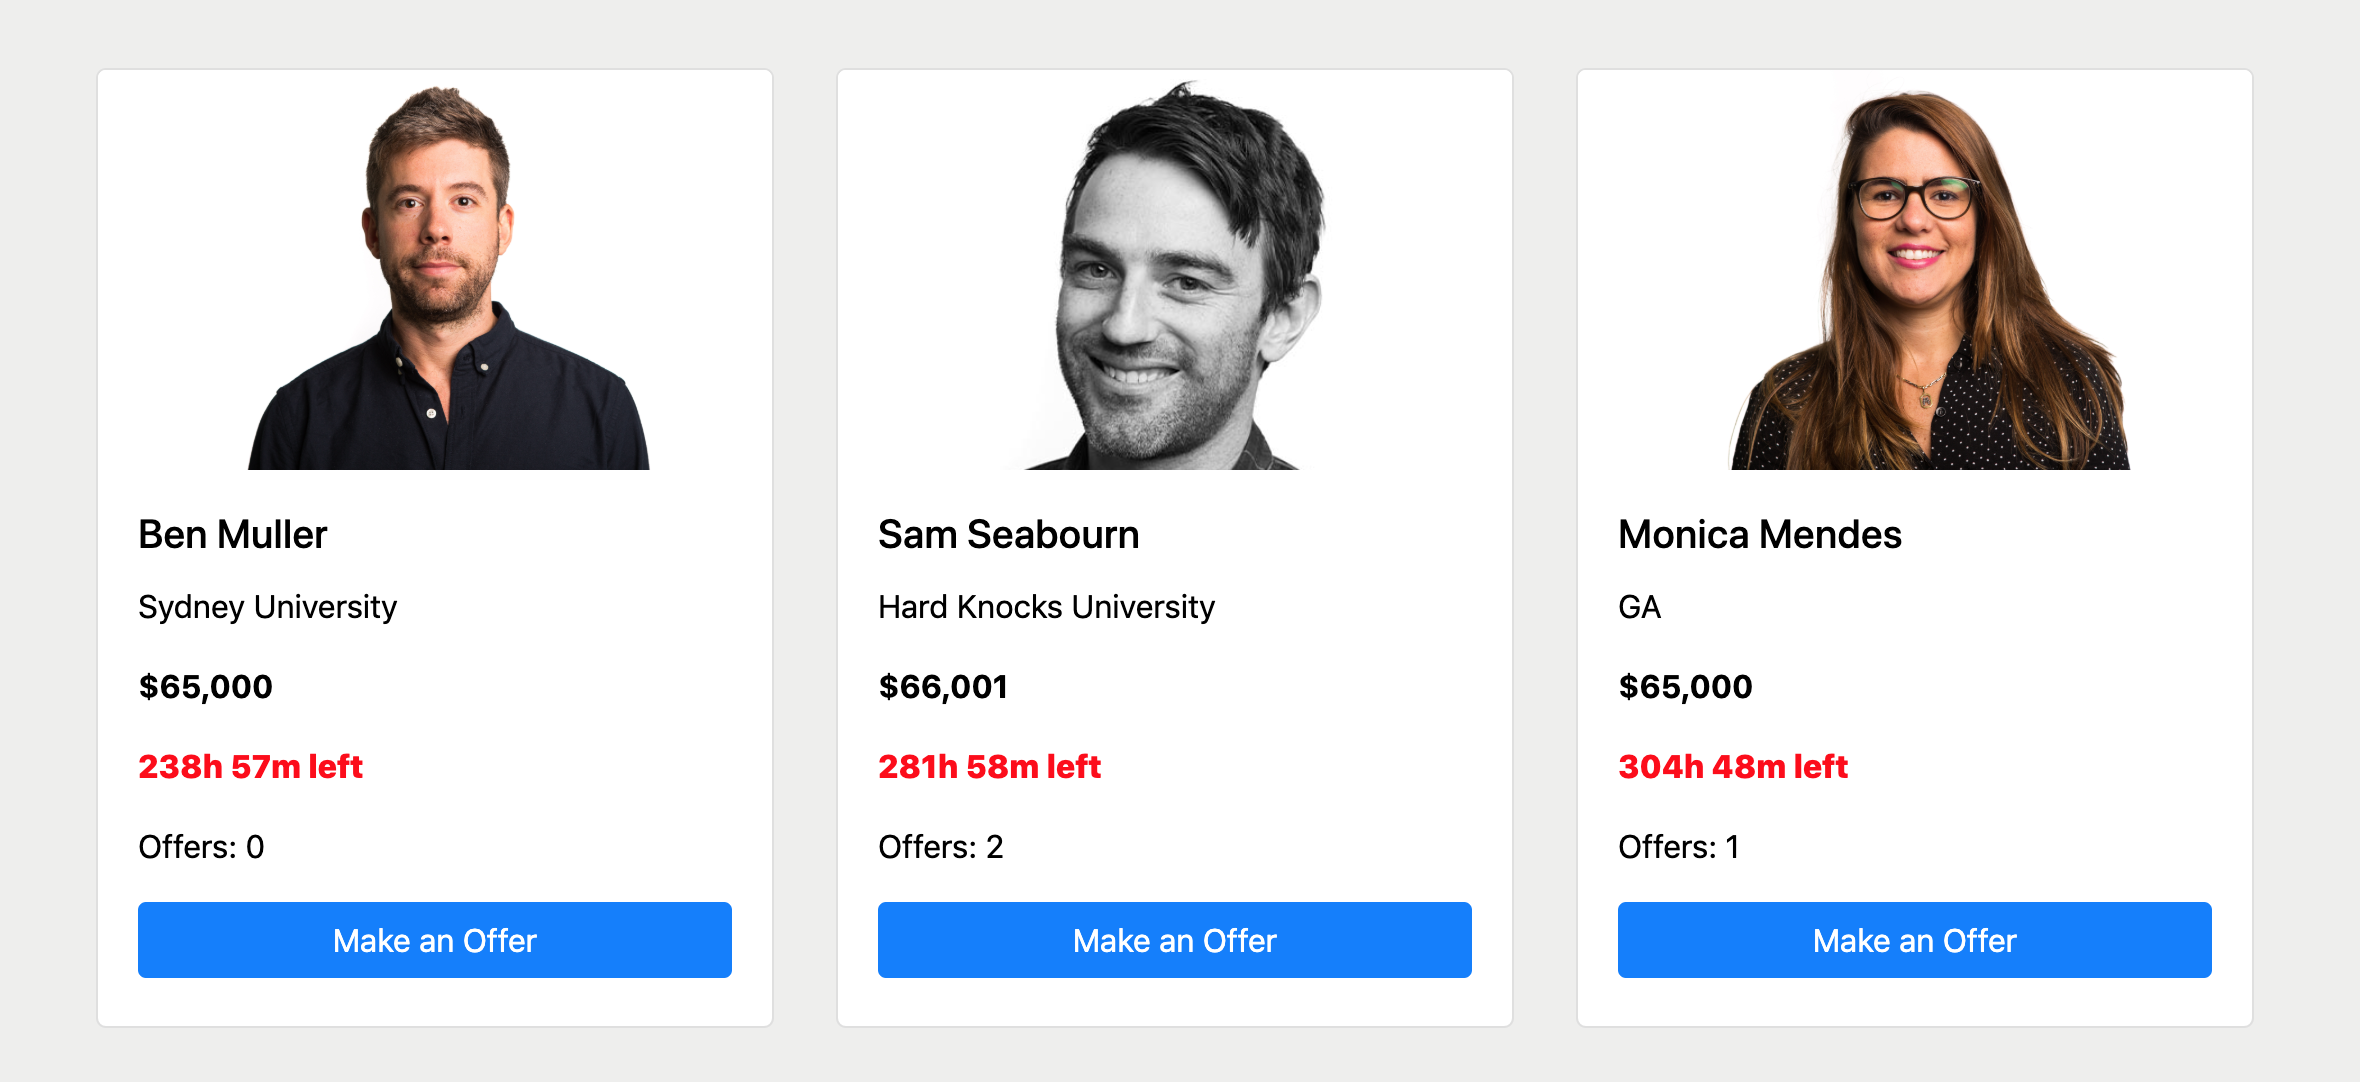 Ben Muller
Sydney University
$65,000
238h 57m left
Offers: 0
Make an Offer
Sam Seabourn
Hard Knocks University
$66,001
281h 58m left
Offers: 2
Make an Offer
Monica Mendes
GA
$65,000
304h 48m left
Offers: 1
Make an Offer